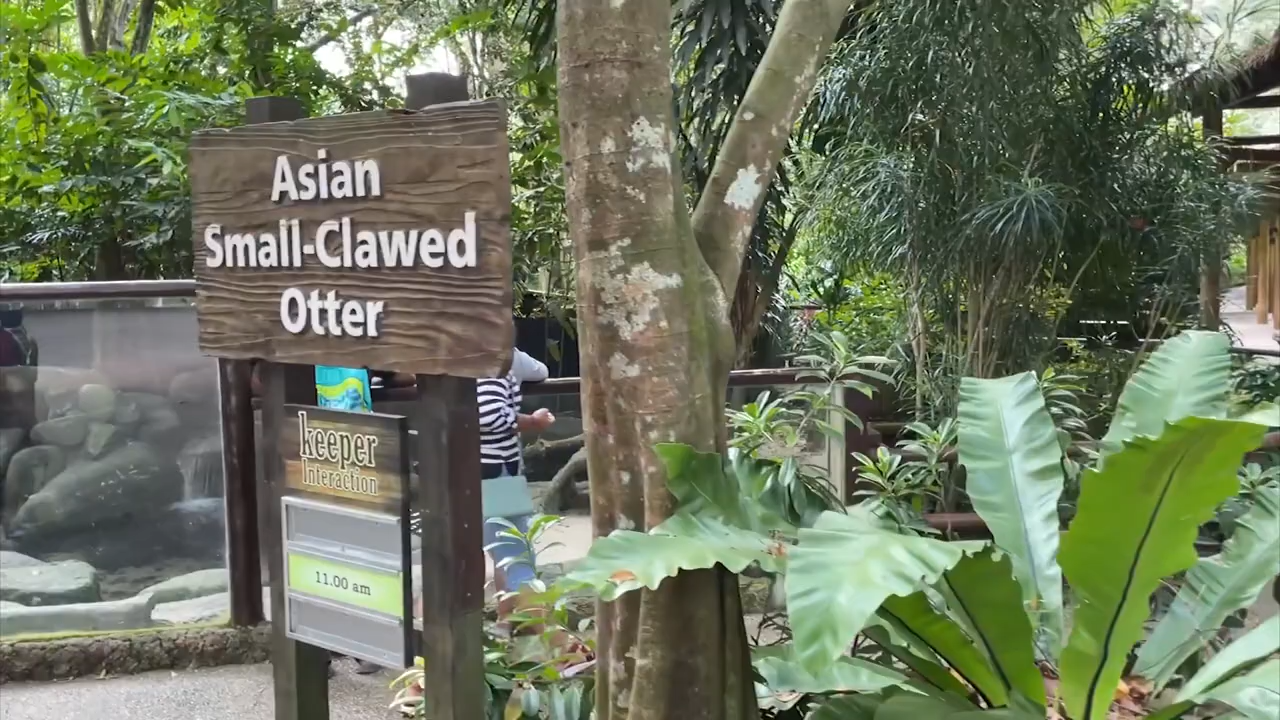 Asian
Small-Clawed
Otter
keeper
Interaction
11.00 am